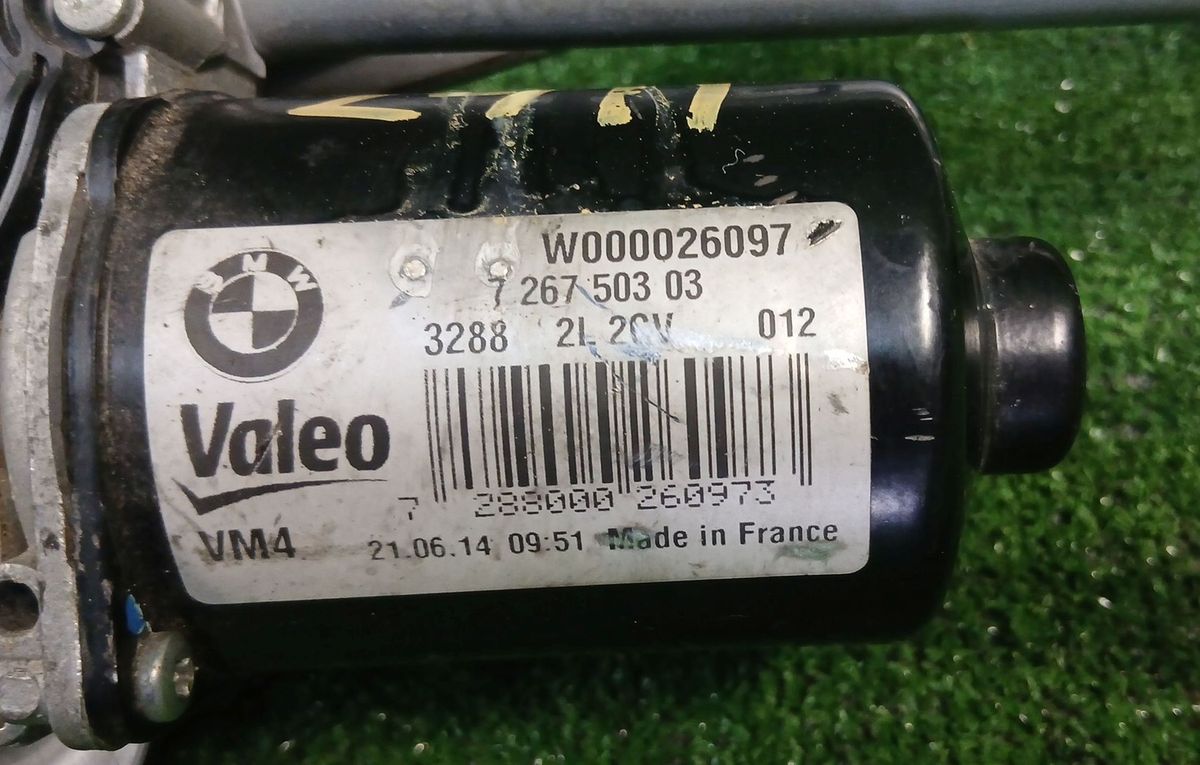 BMW
W000026097
7 267 503 03
3288 2L 012
Valeo
7 288000 260973
VM4
21.06.14 09:51 Made in France